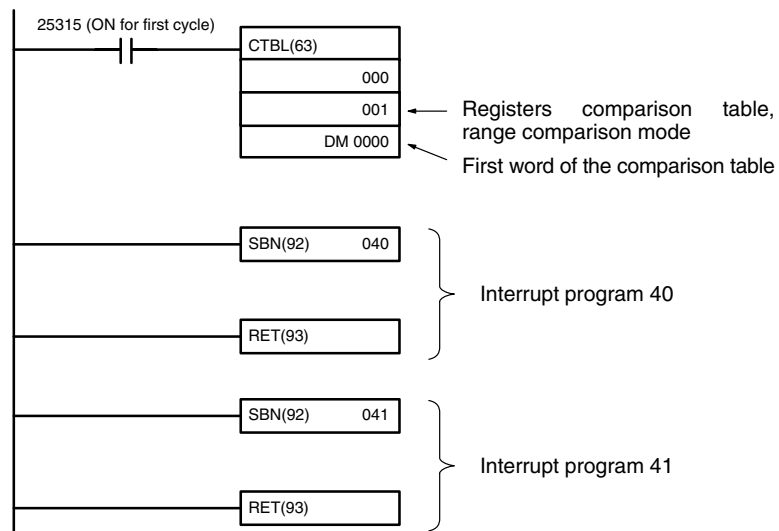 25315 (ON for first cycle)
CTBL(63)
000
001
Registers comparison table,
range comparison mode
DM 0000
First word of the comparison table
SBN(92) 040
Interrupt program 40
RET(93)
SBN(92) 041
Interrupt program 41
RET(93)